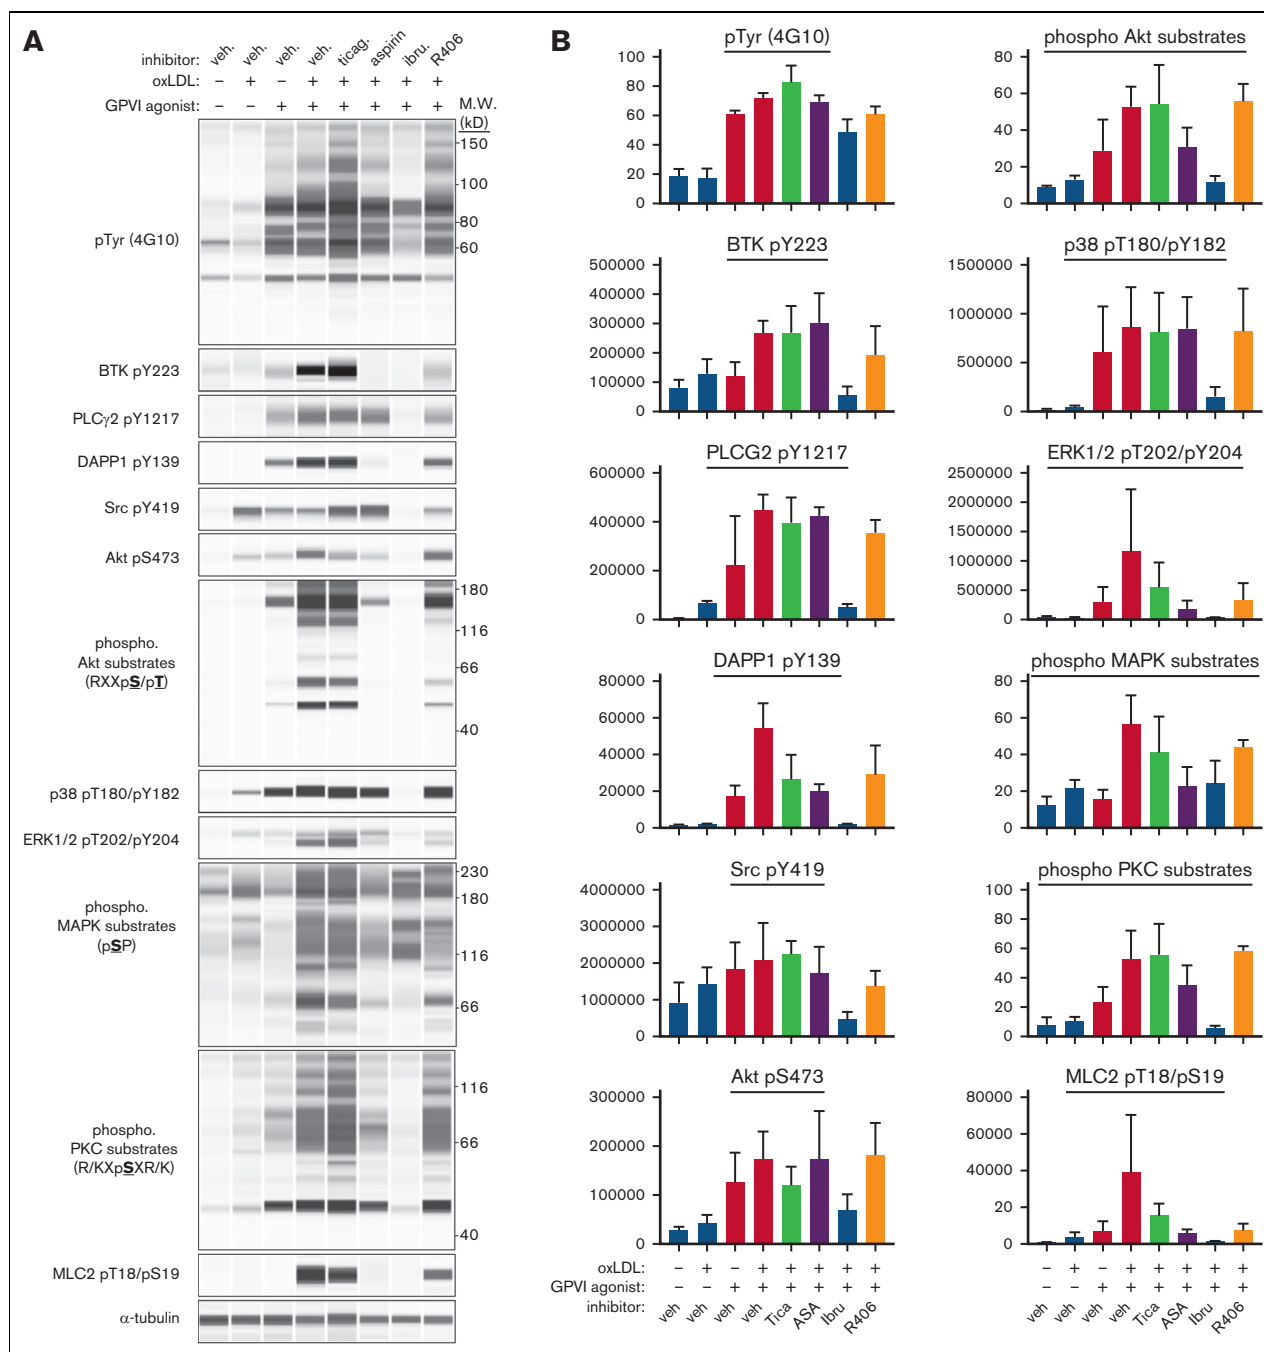 A
inhibitor: veh. veh. veh. veh. ticag. aspirin ibru. R406
oxLDL: – + – + + + + +
GPVI agonist: – – + + + + + +
M.W.
(kD)
150
100
80
60
pTyr (4G10)
BTK pY223
PLCγ2 pY1217
DAPP1 pY139
Src pY419
Akt pS473
180
116
66
40
phospho.
Akt substrates
(RXXpS/pT)
p38 pT180/pY182
ERK1/2 pT202/pY204
230
180
116
66
phospho.
MAPK substrates
(pSP)
116
66
40
phospho.
PKC substrates
(R/KXpSXR/K)
MLC2 pT18/pS19
α-tubulin
B
pTyr (4G10)
100
80
60
40
20
0
phospho Akt substrates
80
60
40
20
0
BTK pY223
500000
400000
300000
200000
100000
0
p38 pT180/pY182
1500000
1000000
500000
0
PLCG2 pY1217
600000
400000
200000
0
ERK1/2 pT202/pY204
2500000
2000000
1500000
1000000
500000
0
DAPP1 pY139
80000
60000
40000
20000
0
phospho MAPK substrates
80
60
40
20
0
Src pY419
4000000
3000000
2000000
1000000
0
phospho PKC substrates
100
80
60
40
20
0
Akt pS473
300000
200000
100000
0
MLC2 pT18/pS19
80000
60000
40000
20
0
oxLDL: – + – + + + + +
GPVI agonist: – – + + + + + +
inhibitor: veh veh veh veh Tica ASA Ibru R406
– + – + + + + +
– – + + + + + +
veh veh veh veh Tica ASA Ibru R406